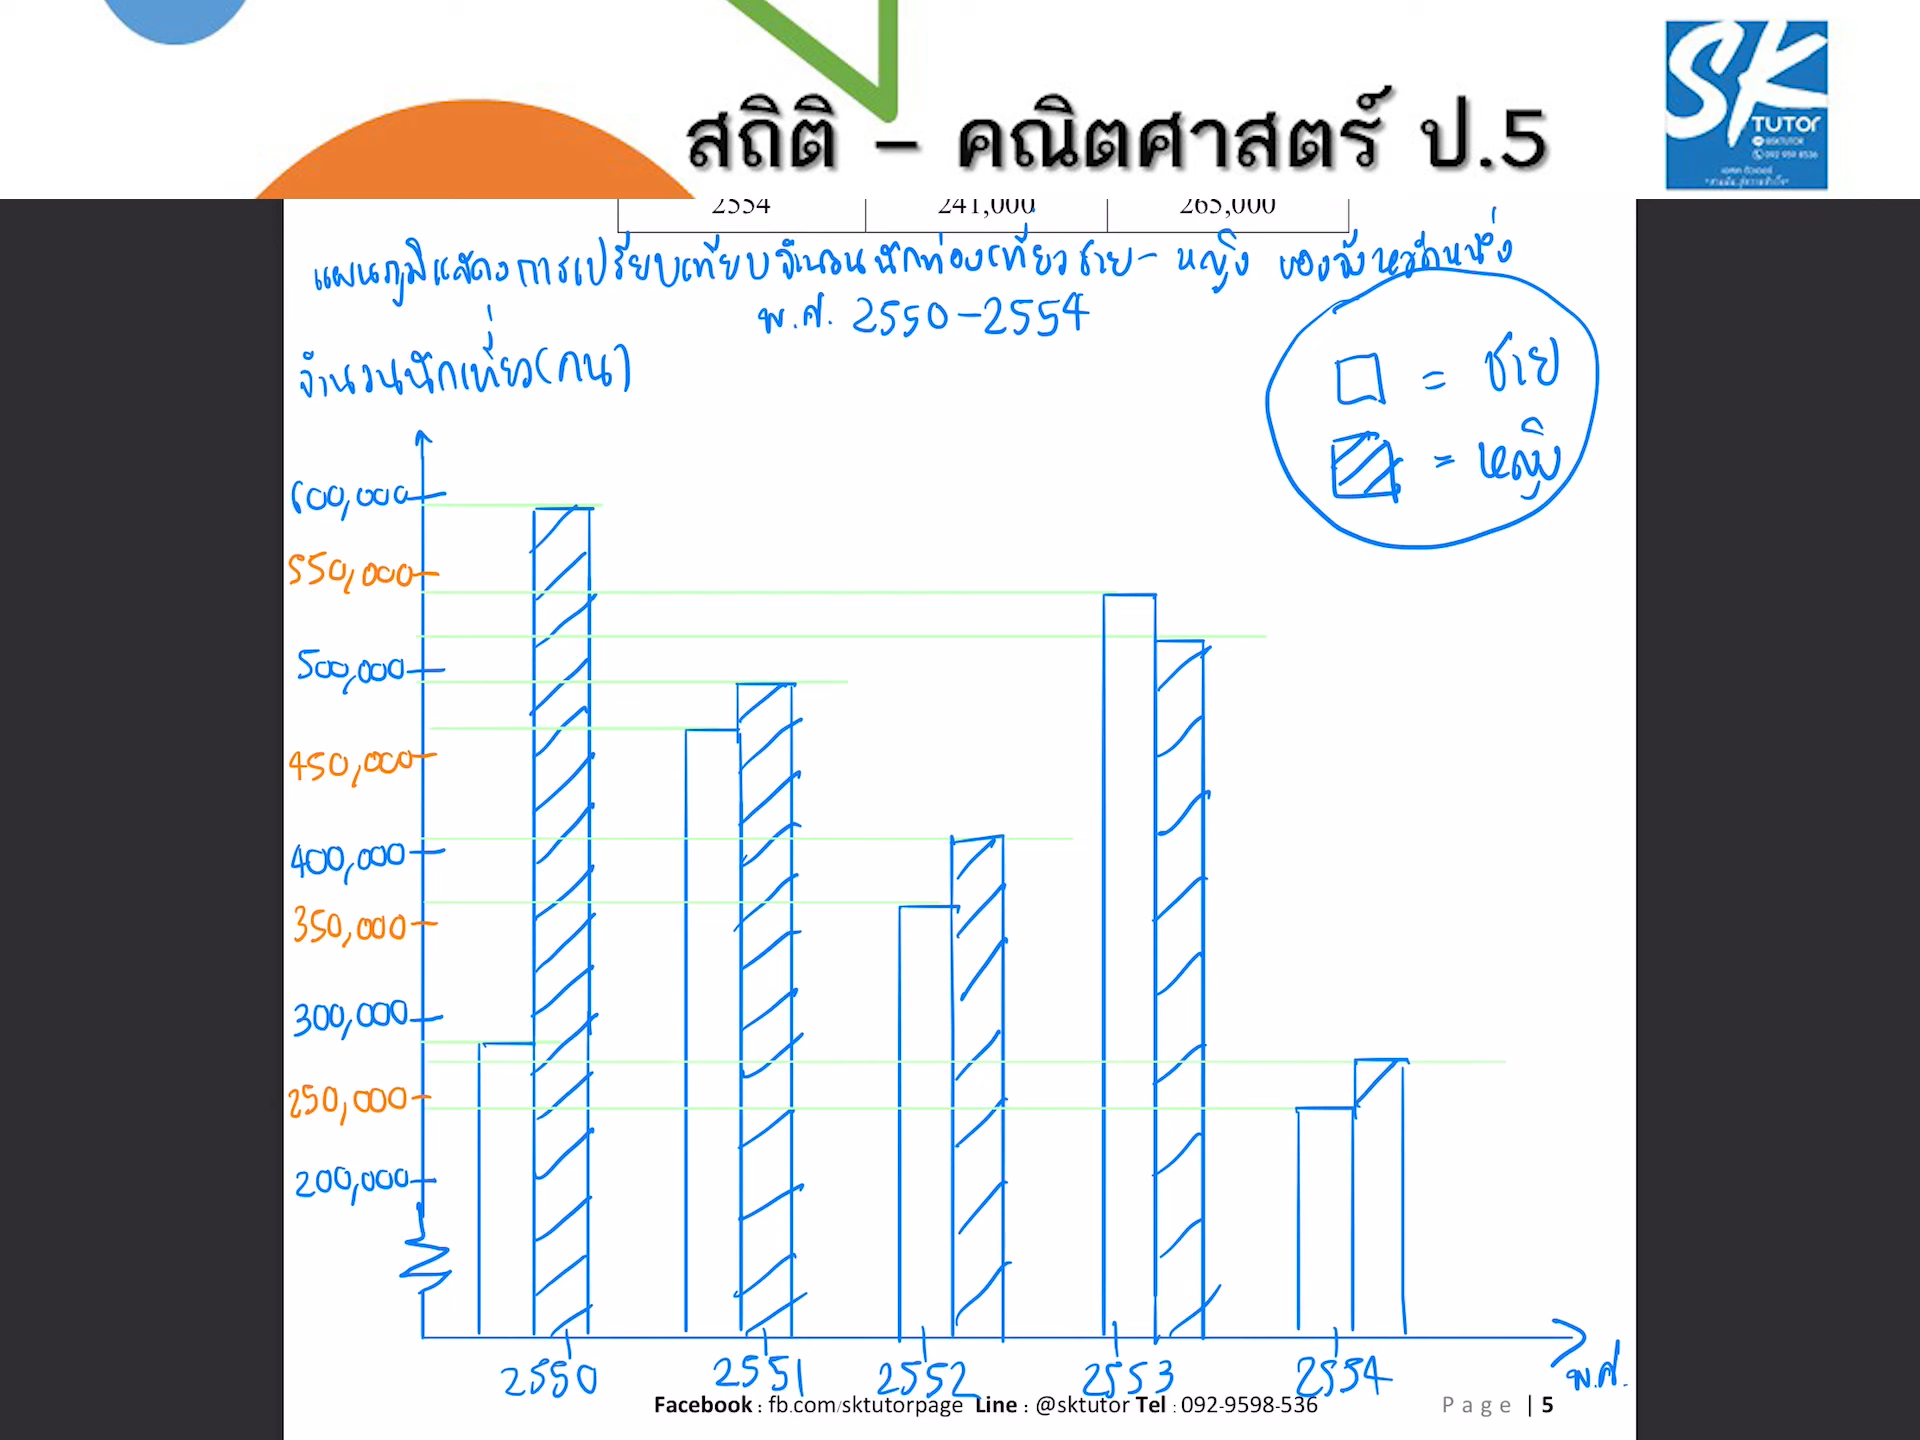 สถิติ – คณิตศาสตร์ ป.5
SK
TUTOR
@SKTUTOR
092 959 8536
2554 241,000 265,000
แผนภูมิแสดงการเปรียบเทียบจำนวนนักท่องเที่ยวชาย-หญิง ของจังหวัดหนึ่ง
พ.ศ. 2550-2554
จำนวนนักเที่ยว(คน)
= ชาย
= หญิง
600,000
550,000
500,000
450,000
400,000
350,000
300,000
250,000
200,000
2550 2551 2552 2553 2554 พ.ศ.
Facebook : fb.com/sktutorpage Line : @sktutor Tel : 092-9598-536 Page | 5